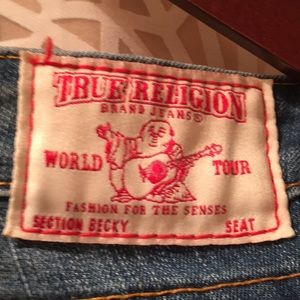 TRUE RELIGION
BRAND JEANS®
WORLD TOUR
FASHION FOR THE SENSES
SECTION BECKY SEAT